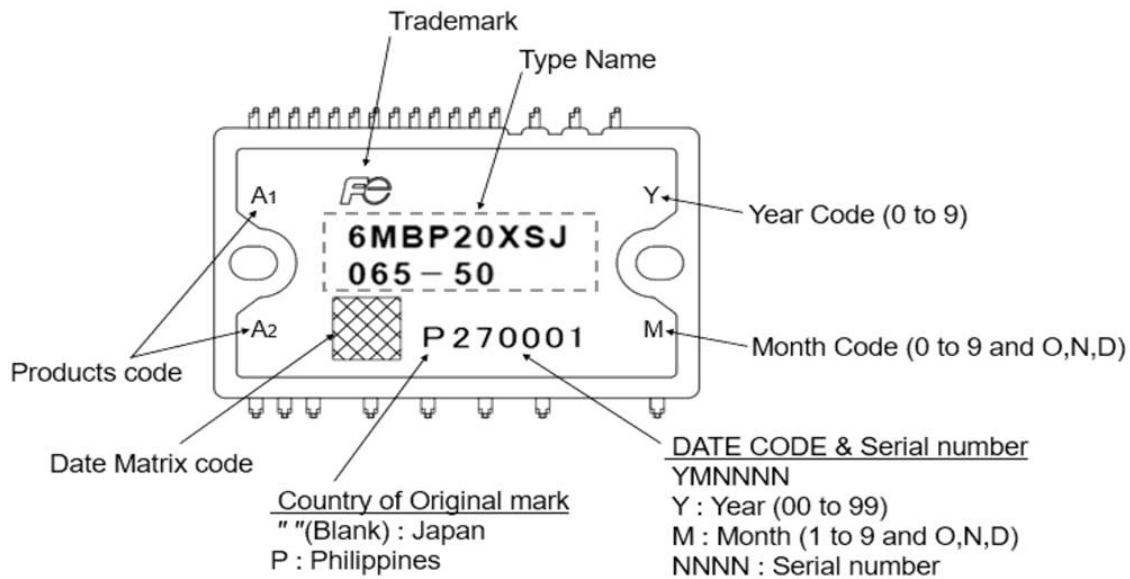 Trademark
Type Name
A1
Fe
Y
Year Code (0 to 9)
6MBP20XSJ
065-50
A2
P270001
M
Month Code (0 to 9 and O,N,D)
Products code
Date Matrix code
Country of Original mark
" "(Blank) : Japan
P : Philippines
DATE CODE & Serial number
YMNNNN
Y : Year (00 to 99)
M : Month (1 to 9 and O,N,D)
NNNN : Serial number